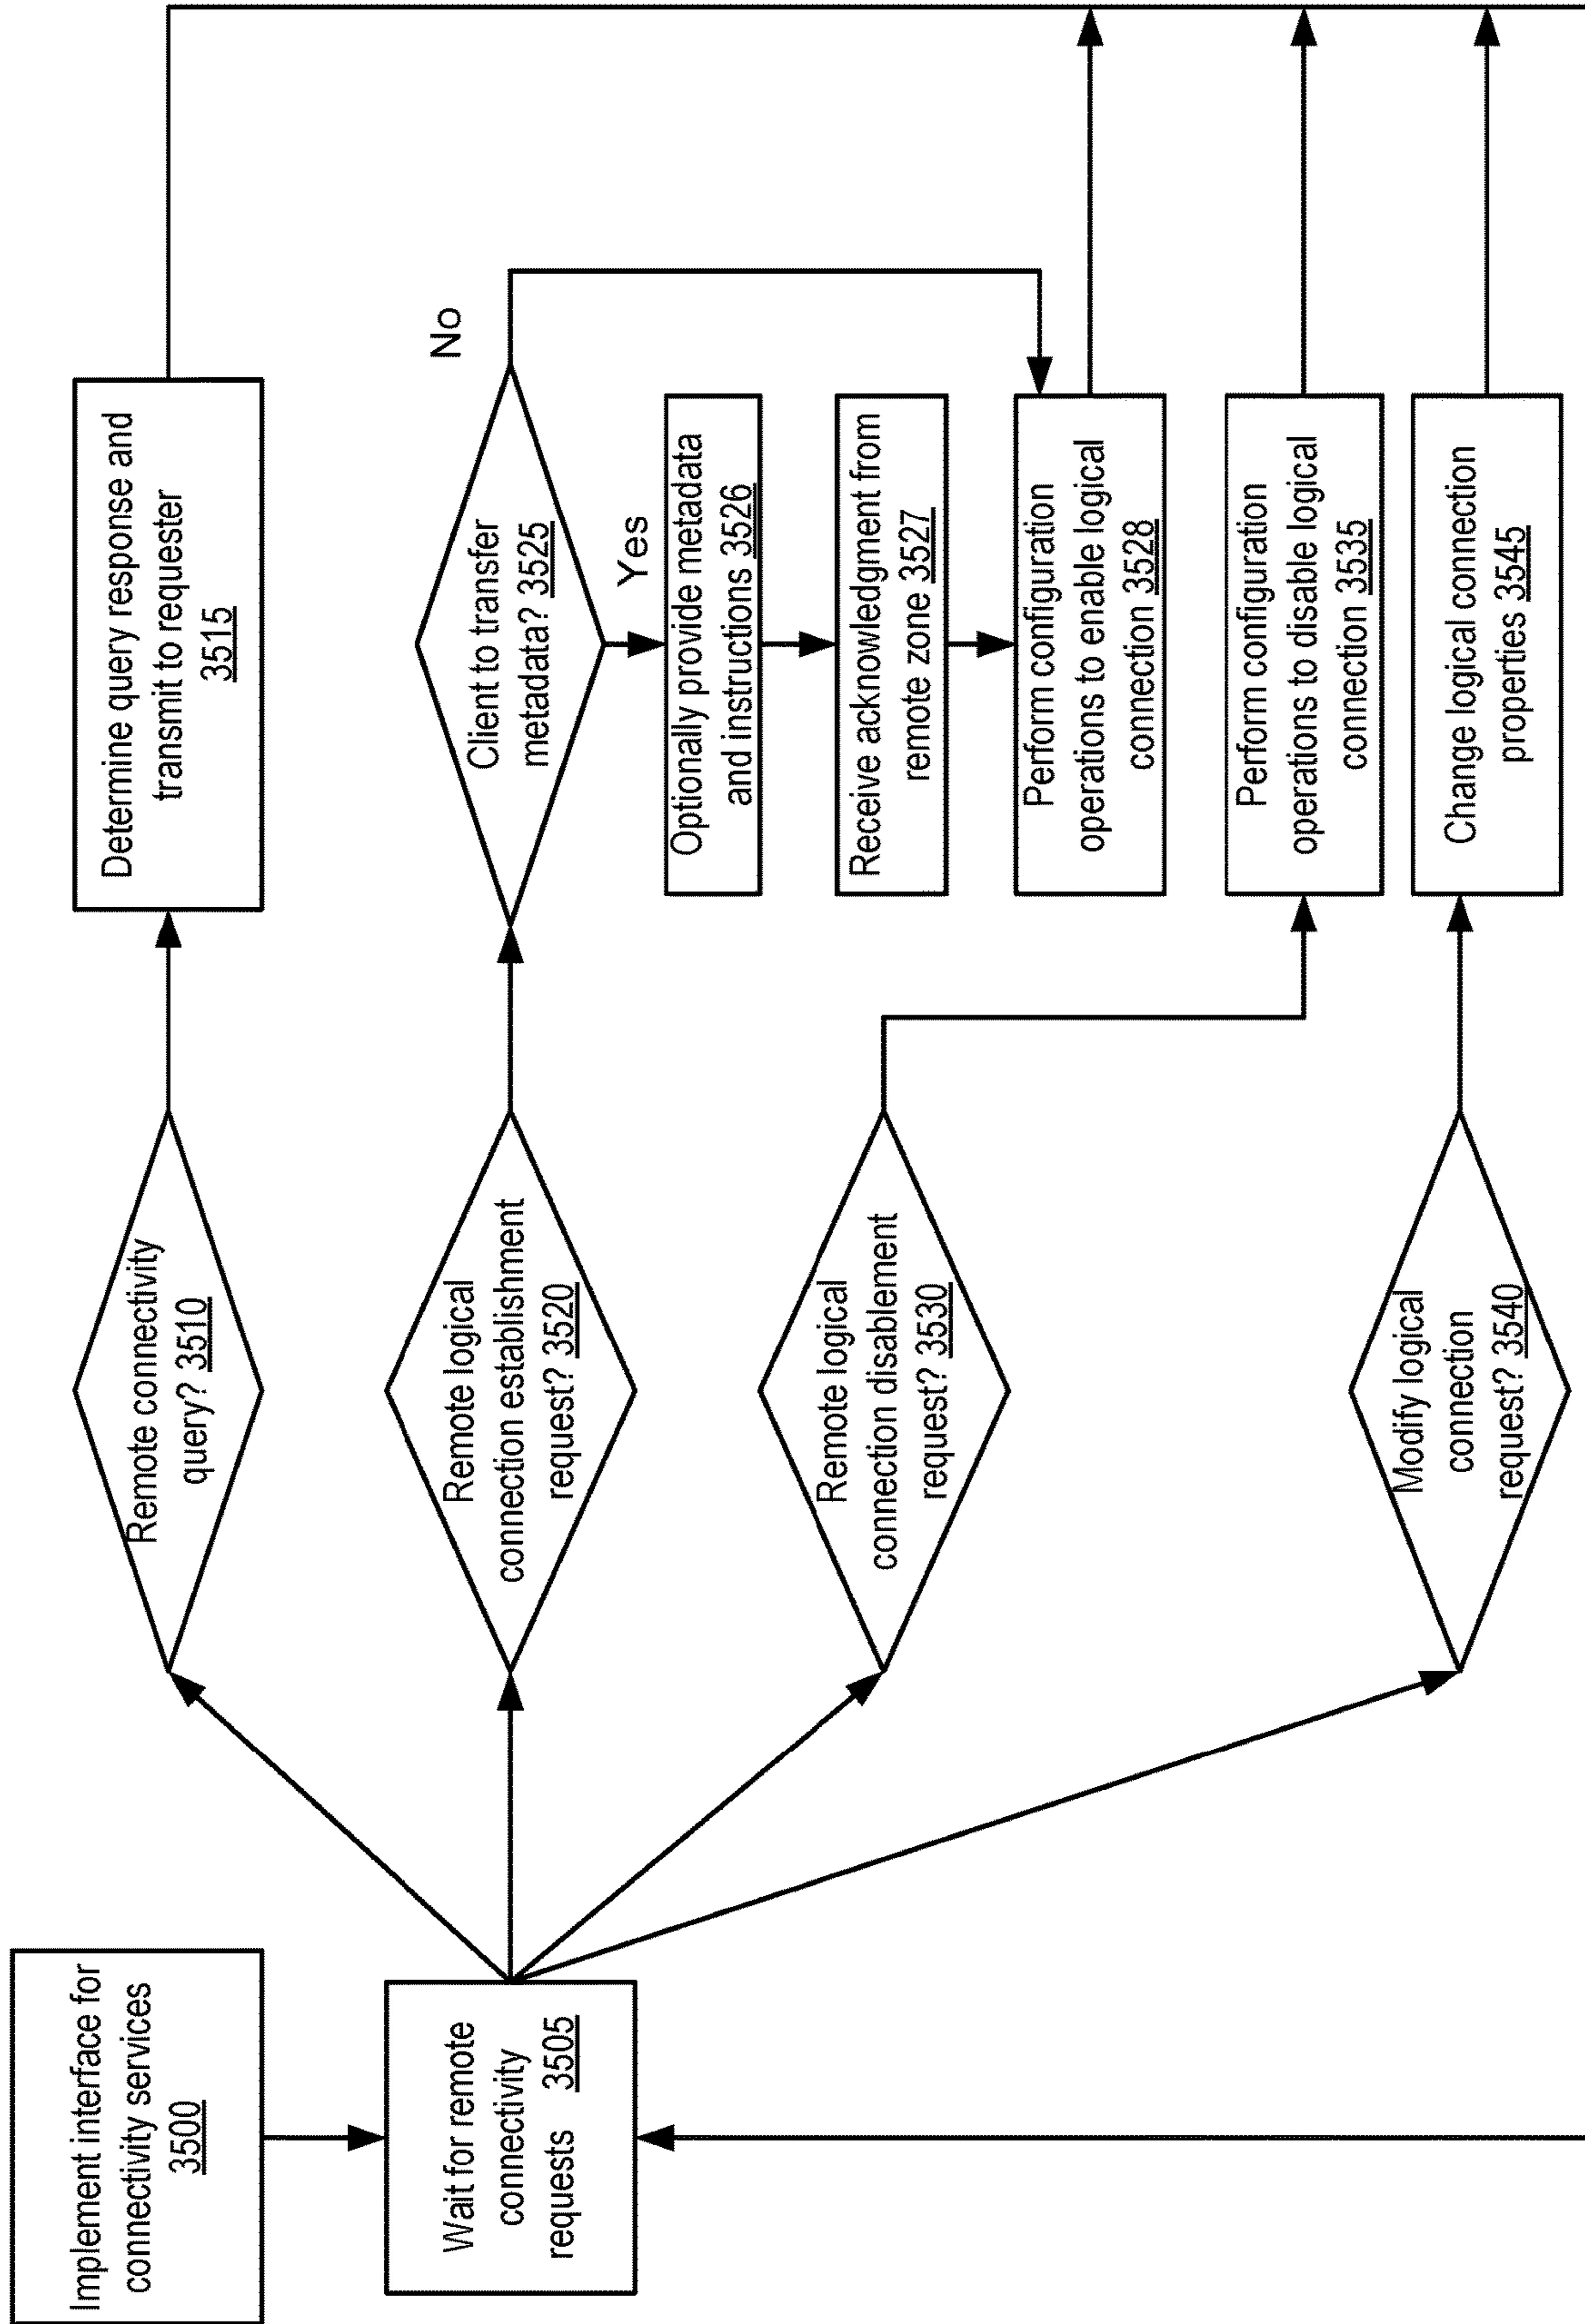 Implement interface for
connectivity services
3500
Wait for remote
connectivity
requests 3505
Remote connectivity
query? 3510
Determine query response and
transmit to requester
3515
Remote logical
connection establishment
request? 3520
Client to transfer
metadata? 3525
No
Yes
Optionally provide metadata
and instructions 3526
Receive acknowledgment from
remote zone 3527
Perform configuration
operations to enable logical
connection 3528
Remote logical
connection disablement
request? 3530
Perform configuration
operations to disable logical
connection 3535
Modify logical
connection
request? 3540
Change logical connection
properties 3545